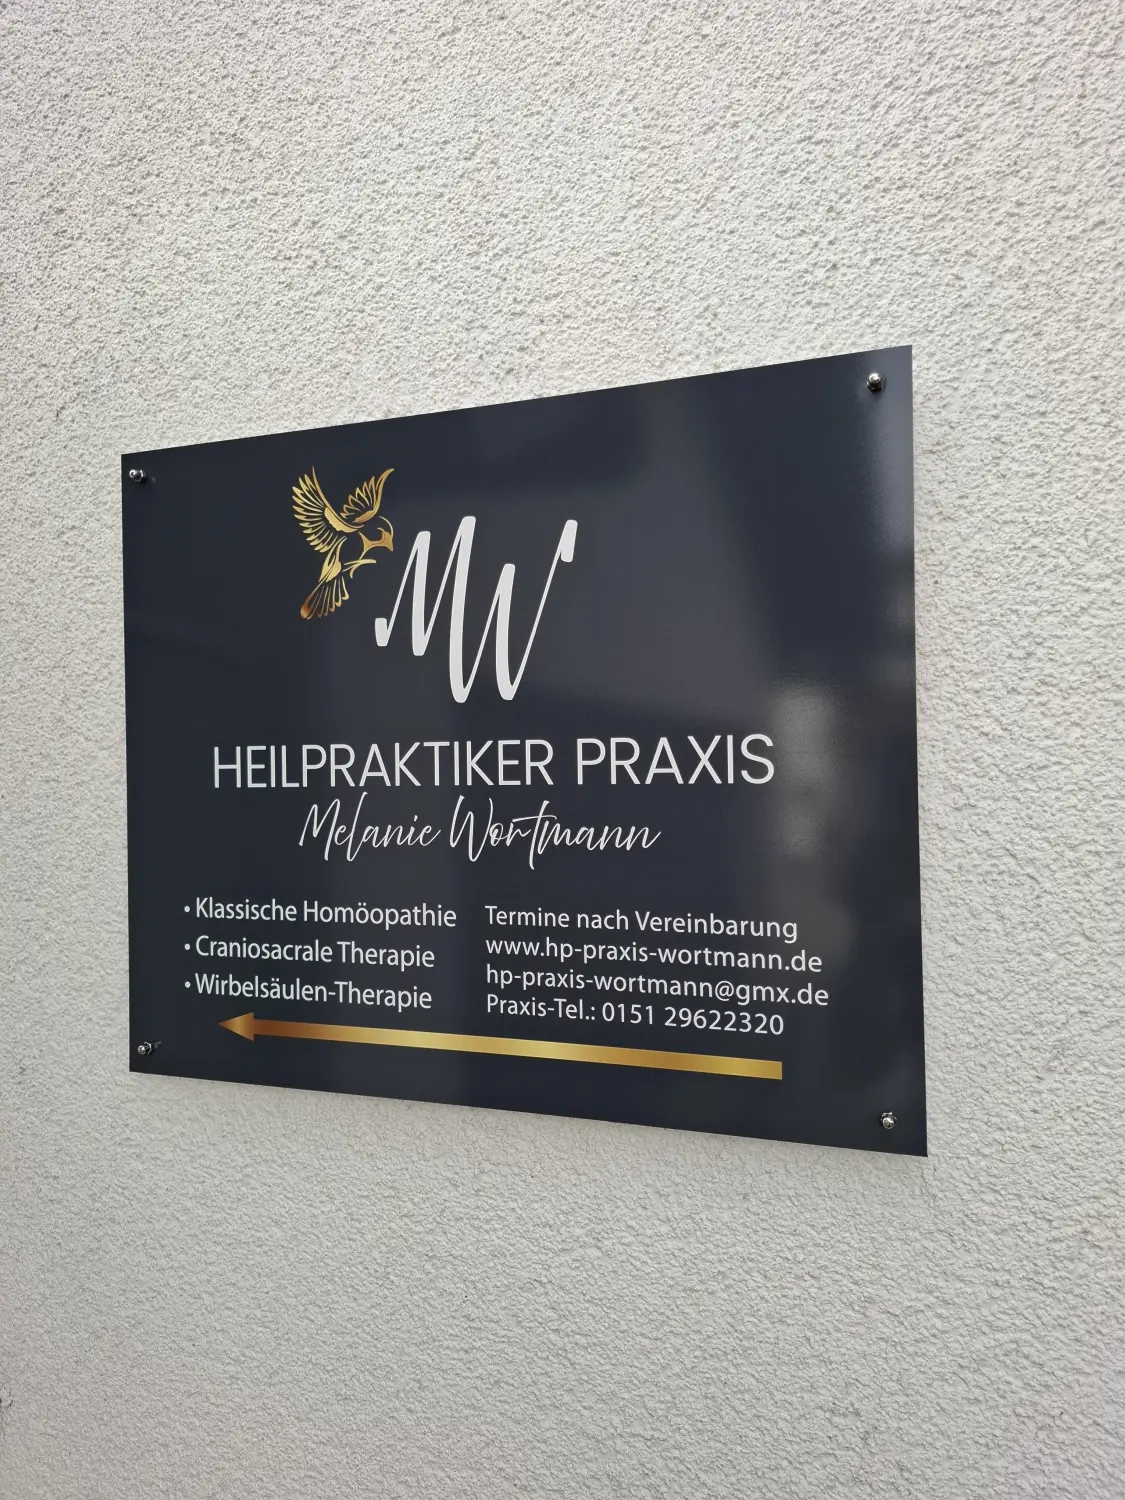 MW
HEILPRAKTIKER PRAXIS
Melanie Wortmann
• Klassische Homöopathie
• Craniosacrale Therapie
• Wirbelsäulen-Therapie
Termine nach Vereinbarung
www.hp-praxis-wortmann.de
hp-praxis-wortmann@gmx.de
Praxis-Tel.: 0151 29622320